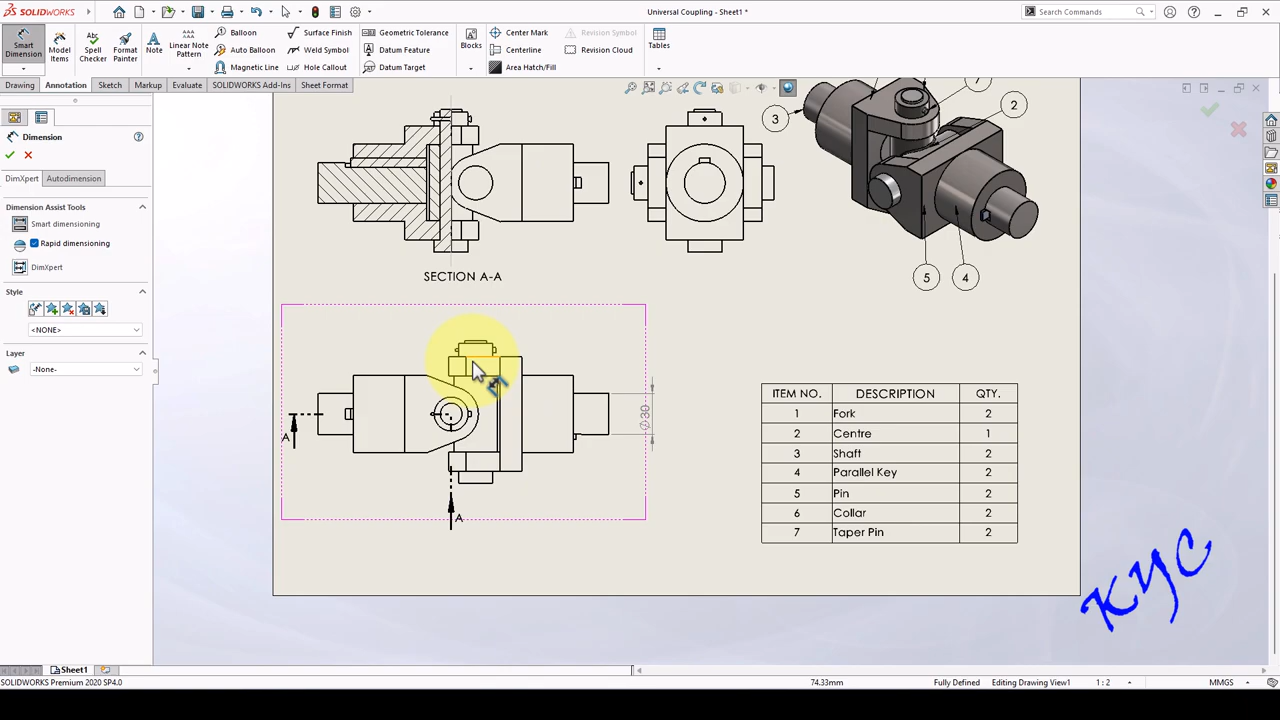 SOLIDWORKS
Universal Coupling - Sheet1 *
Search Commands
Smart Dimension
Model Items
Spell Checker
Format Painter
Note
Linear Note Pattern
Balloon
Auto Balloon
Magnetic Line
Surface Finish
Weld Symbol
Hole Callout
Geometric Tolerance
Datum Feature
Datum Target
Blocks
Center Mark
Centerline
Area Hatch/Fill
Revision Symbol
Revision Cloud
Tables
Drawing
Annotation
Sketch
Markup
Evaluate
SOLIDWORKS Add-Ins
Sheet Format
Dimension
DimXpert
Autodimension
Dimension Assist Tools
Smart dimensioning
Rapid dimensioning
DimXpert
Style
<NONE>
Layer
-None-
3
7
2
5
4
SECTION A-A
A
A
∅30
ITEM NO. DESCRIPTION QTY.
1 Fork 2
2 Centre 1
3 Shaft 2
4 Parallel Key 2
5 Pin 2
6 Collar 2
7 Taper Pin 2
KYC
Sheet1
SOLIDWORKS Premium 2020 SP4.0
74.33mm
Fully Defined
Editing Drawing View1
1 : 2
MMGS